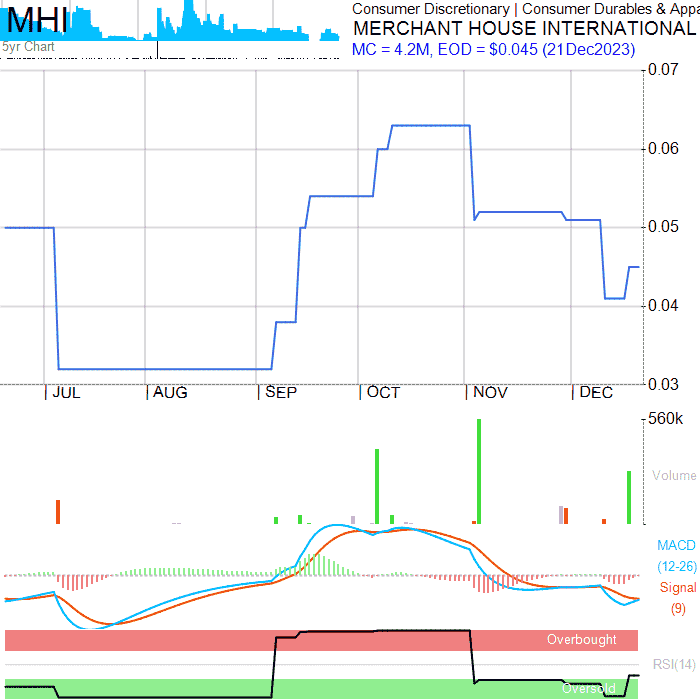 MHI
5yr Chart
Consumer Discretionary | Consumer Durables & Appa
MERCHANT HOUSE INTERNATIONAL
MC = 4.2M, EOD = $0.045 (21Dec2023)
0.07
0.06
0.05
0.04
0.03
JUL AUG SEP OCT NOV DEC
560k
Volume
MACD
(12-26)
Signal
(9)
Overbought
RSI(14)
Oversold